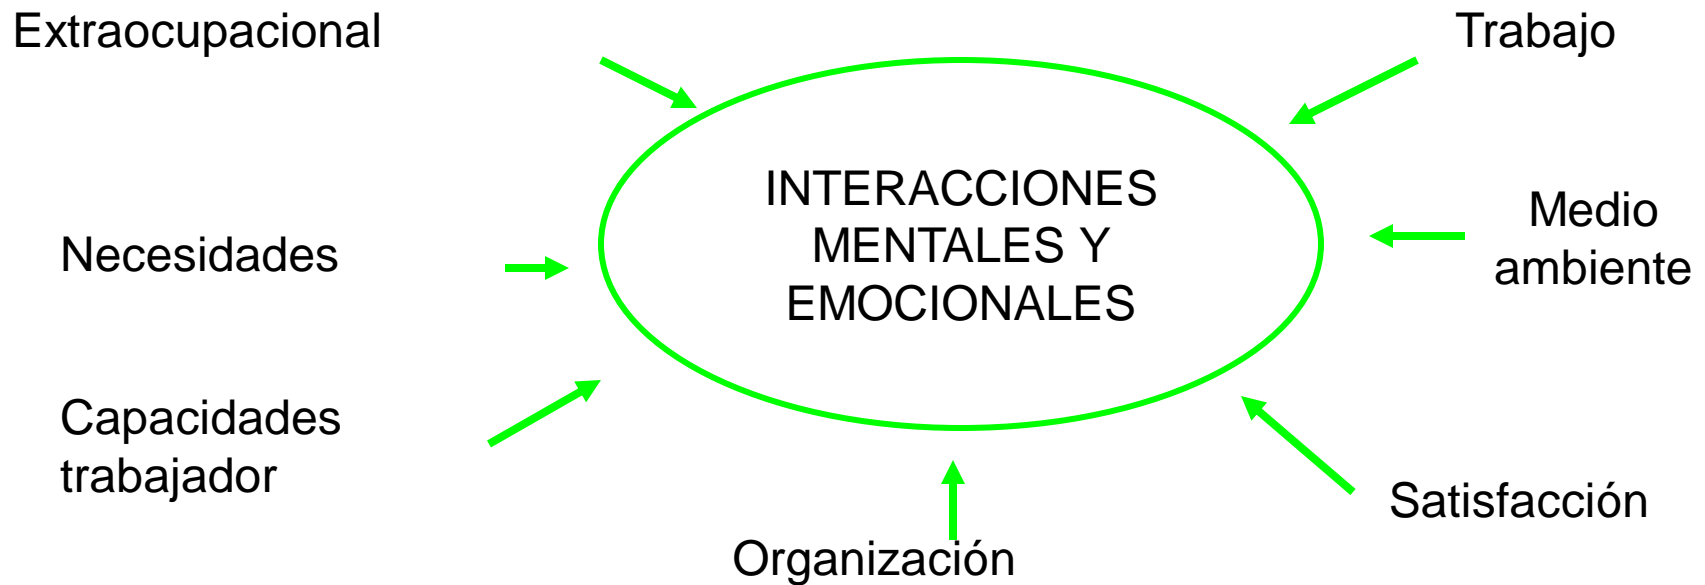 Extraocupacional
Trabajo
INTERACCIONES
MENTALES Y
EMOCIONALES
Necesidades
Medio
ambiente
Capacidades
trabajador
Satisfacción
Organización